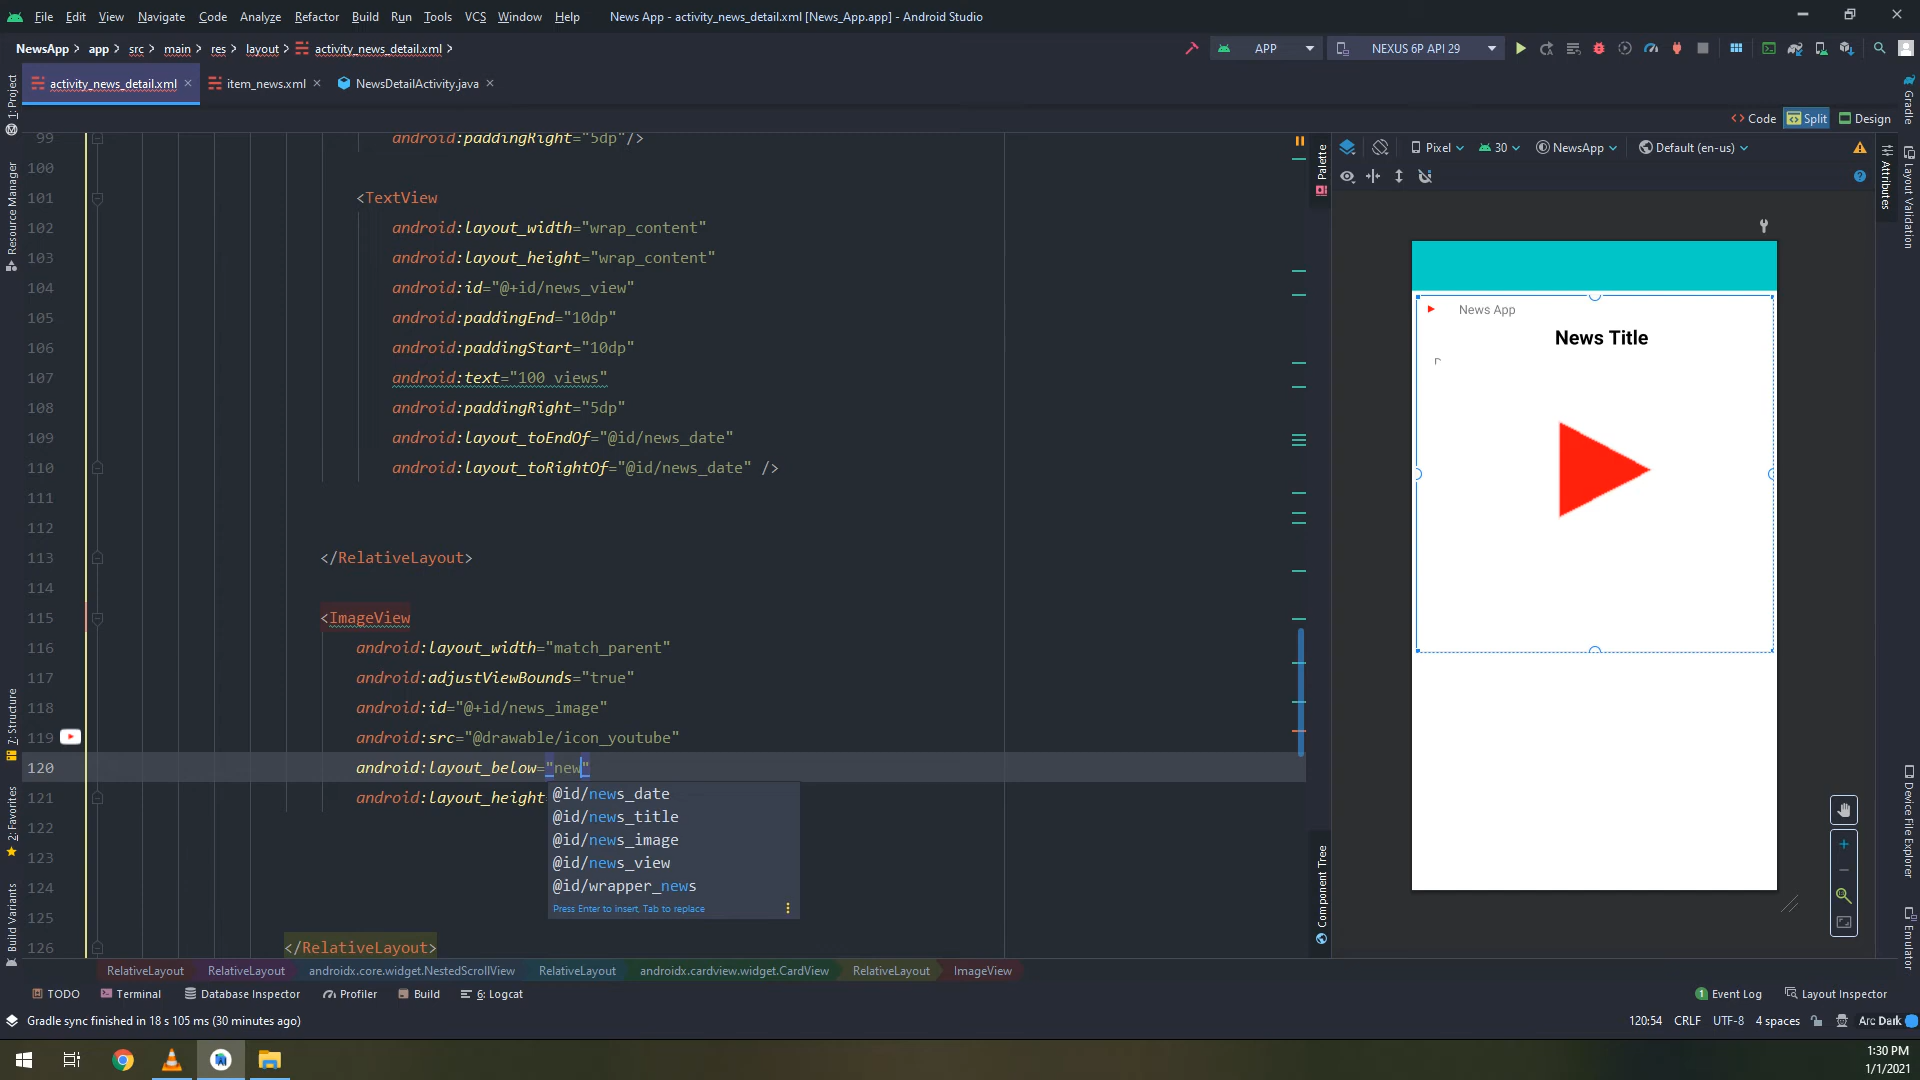 File Edit View Navigate Code Analyze Refactor Build Run Tools VCS Window Help News App - activity_news_detail.xml [News_App.app] - Android Studio
NewsApp app src main res layout activity_news_detail.xml APP NEXUS 6P API 29
activity_news_detail.xml item_news.xml NewsDetailActivity.java
Code Split Design
Pixel 30 NewsApp Default (en-us)
1: Project
Resource Manager
7: Structure
2: Favorites
Build Variants
99 android:paddingRight="5dp"/>
100
101 <TextView
102 android:layout_width="wrap_content"
103 android:layout_height="wrap_content"
104 android:id="@+id/news_view"
105 android:paddingEnd="10dp"
106 android:paddingStart="10dp"
107 android:text="100 views"
108 android:paddingRight="5dp"
109 android:layout_toEndOf="@id/news_date"
110 android:layout_toRightOf="@id/news_date" />
111
112
113 </RelativeLayout>
114
115 <ImageView
116 android:layout_width="match_parent"
117 android:adjustViewBounds="true"
118 android:id="@+id/news_image"
119 android:src="@drawable/icon_youtube"
120 android:layout_below="new"
121 android:layout_height
122
123
124
125
126 </RelativeLayout>
@id/news_date
@id/news_title
@id/news_image
@id/news_view
@id/wrapper_news
Press Enter to insert, Tab to replace
Palette
Component Tree
News App
News Title
Attributes
Gradle
Layout Validation
Device File Explorer
Emulator
RelativeLayout RelativeLayout androidx.core.widget.NestedScrollView RelativeLayout androidx.cardview.widget.CardView RelativeLayout ImageView
TODO Terminal Database Inspector Profiler Build 6: Logcat 1 Event Log Layout Inspector
Gradle sync finished in 18 s 105 ms (30 minutes ago) 120:54 CRLF UTF-8 4 spaces Arc Dark
1:30 PM
1/1/2021